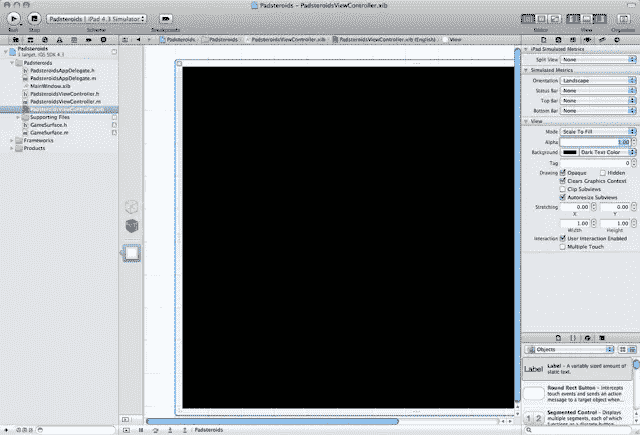 Padsteroids – PadsteroidsViewController.xib
Padsteroids | iPad 4.3 Simulator
Run
Stop
Scheme
Breakpoints
Editor
View
Organizer
Padsteroids
Padsteroids
PadsteroidsViewController.xib
PadsteroidsViewController.xib (English)
View
Padsteroids
1 target, iOS SDK 4.3
Padsteroids
PadsteroidsAppDelegate.h
PadsteroidsAppDelegate.m
MainWindow.xib
PadsteroidsViewController.h
PadsteroidsViewController.m
PadsteroidsViewController.xib
Supporting Files
GameSurface.h
GameSurface.m
Frameworks
Products
iPad Simulated Metrics
Split View None
Simulated Metrics
Orientation Landscape
Status Bar None
Top Bar None
Bottom Bar None
View
Mode Scale To Fill
Alpha 1.00
Background Dark Text Color
Tag 0
Drawing Opaque Hidden
Clears Graphics Context
Clip Subviews
Autoresize Subviews
Stretching 0.00 0.00
X Y
1.00 1.00
Width Height
Interaction User Interaction Enabled
Multiple Touch
Objects
Label
Label – A variably sized amount of
static text.
Round Rect Button – Intercepts
touch events and sends an action
message to a target object when...
1 2
Segmented Control – Displays
multiple segments, each of which
functions as a discrete button.
Padsteroids